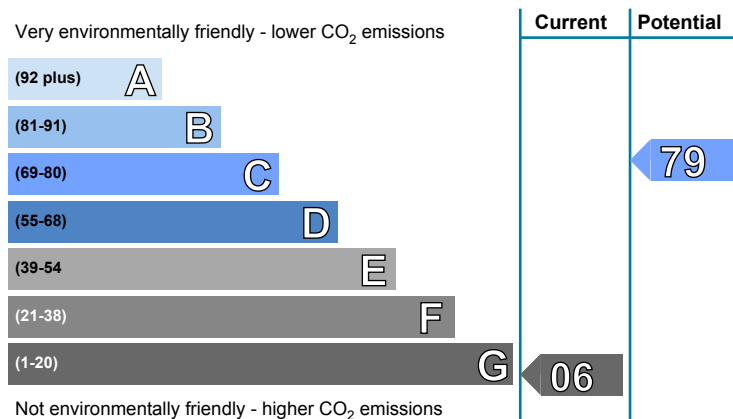 Very environmentally friendly - lower CO₂ emissions
Current
Potential
(92 plus) A
(81-91) B
(69-80) C
79
(55-68) D
(39-54 E
(21-38) F
(1-20) G
06
Not environmentally friendly - higher CO₂ emissions